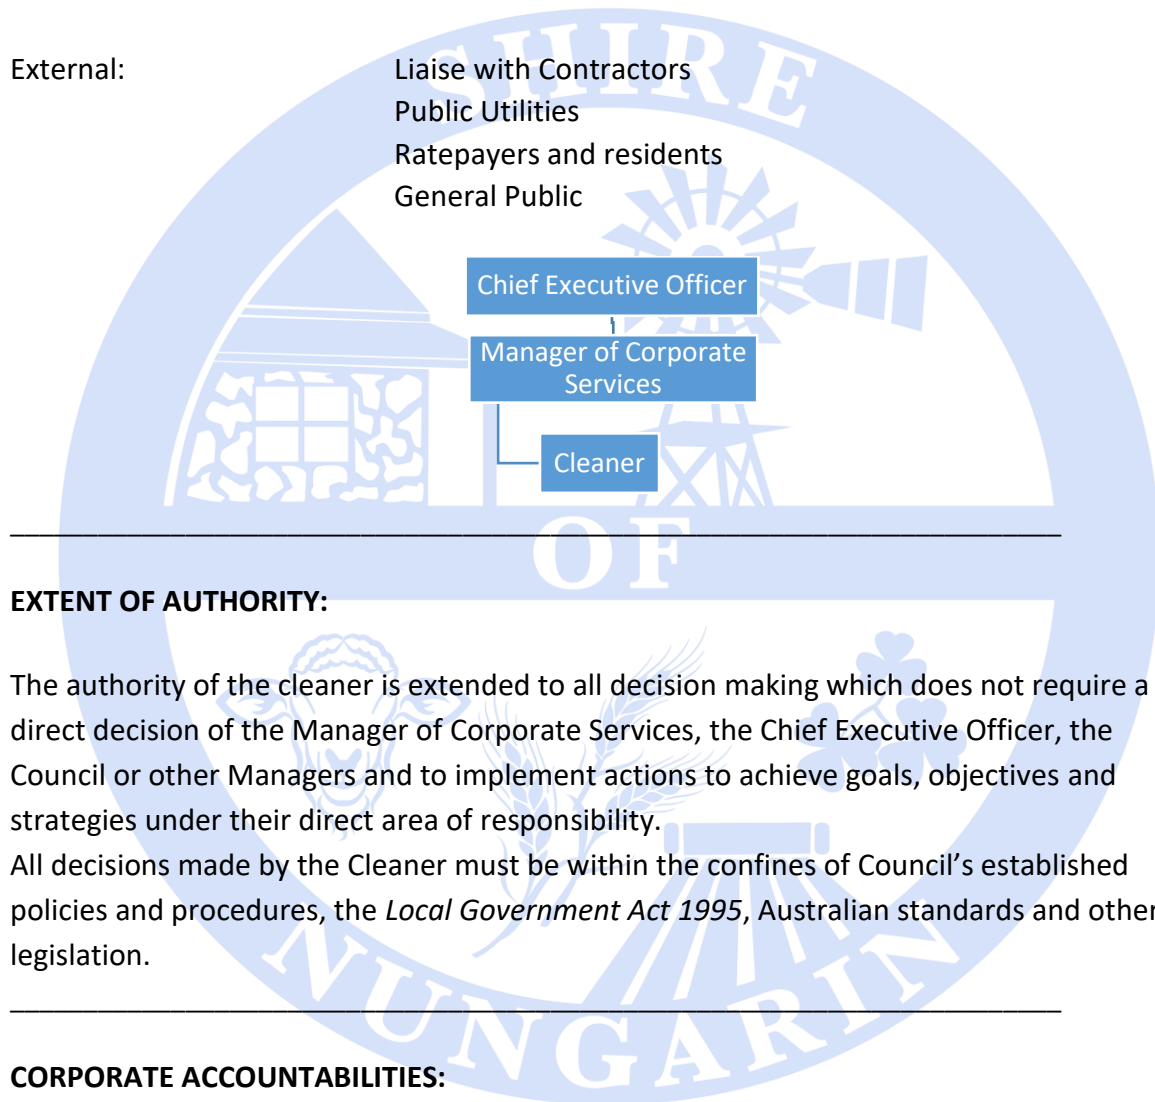 SHIRE
External: Liaise with Contractors
Public Utilities
Ratepayers and residents
General Public
Chief Executive Officer
Manager of Corporate
Services
Cleaner
OF
EXTENT OF AUTHORITY:
The authority of the cleaner is extended to all decision making which does not require a
direct decision of the Manager of Corporate Services, the Chief Executive Officer, the
Council or other Managers and to implement actions to achieve goals, objectives and
strategies under their direct area of responsibility.
All decisions made by the Cleaner must be within the confines of Council’s established
policies and procedures, the Local Government Act 1995, Australian standards and other
legislation.
NUNGARIN
CORPORATE ACCOUNTABILITIES: